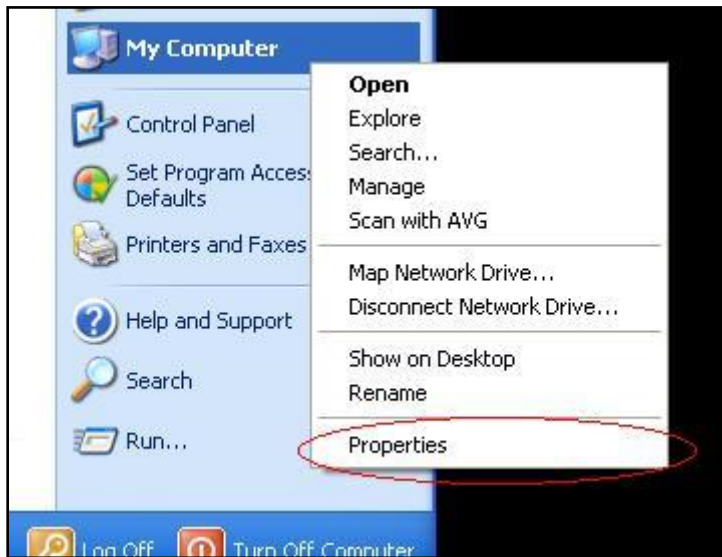 My Computer
Control Panel
Set Program Access
Defaults
Printers and Faxes
Help and Support
Search
Run...
Log Off
Turn Off Computer
Open
Explore
Search...
Manage
Scan with AVG
Map Network Drive...
Disconnect Network Drive...
Show on Desktop
Rename
Properties